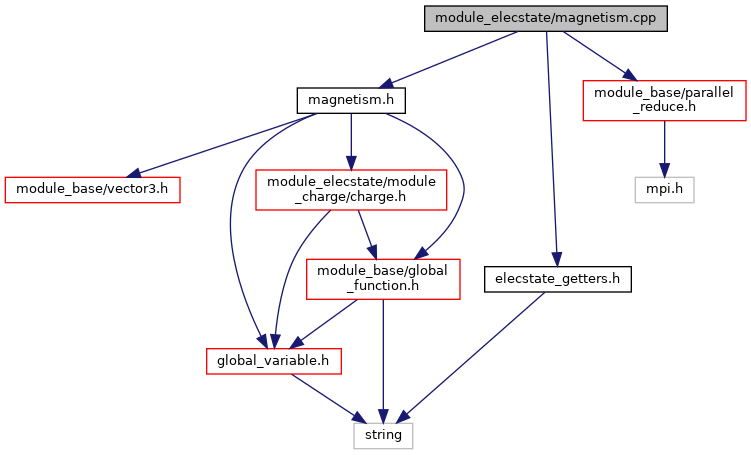 module_elecstate/magnetism.cpp
magnetism.h
module_base/parallel
_reduce.h
module_base/vector3.h
module_elecstate/module
_charge/charge.h
mpi.h
module_base/global
_function.h
elecstate_getters.h
global_variable.h
string